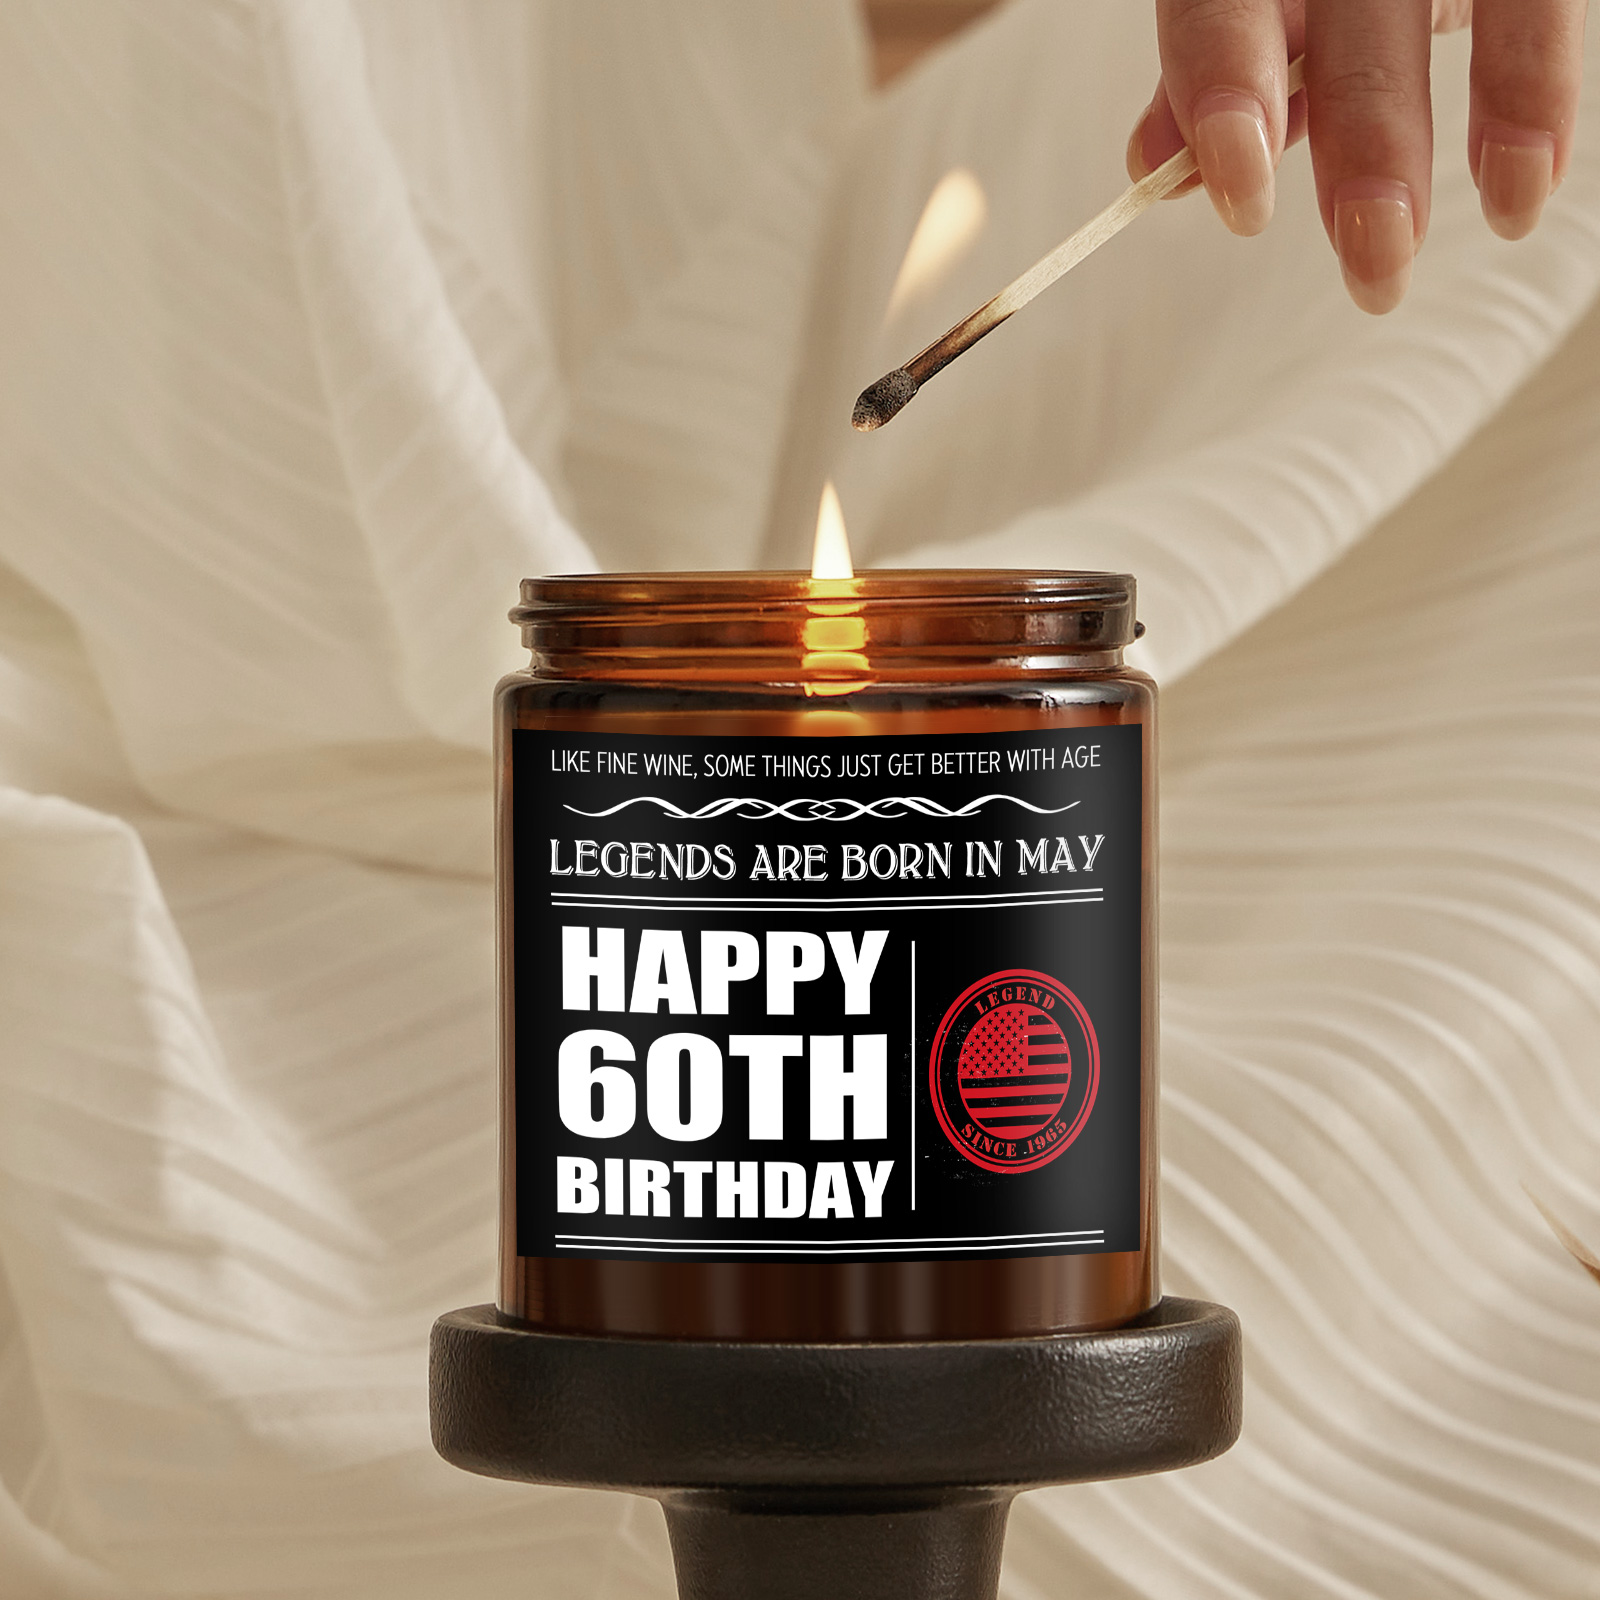 LIKE FINE WINE, SOME THINGS JUST GET BETTER WITH AGE
LEGENDS ARE BORN IN MAY
HAPPY
60TH
BIRTHDAY
LEGEND
SINCE 1965